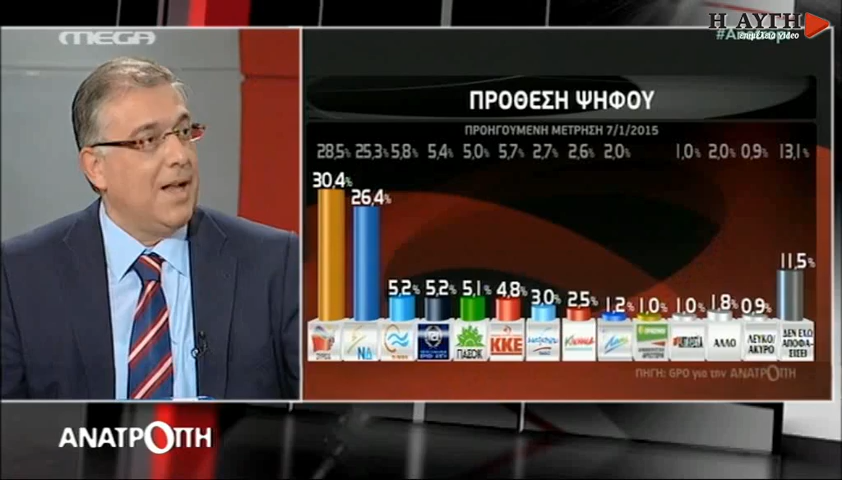 MEGA
Η ΑΥΓΗ
επιμέλεια video
ΠΡΟΘΕΣΗ ΨΗΦΟΥ
ΠΡΟΗΓΟΥΜΕΝΗ ΜΕΤΡΗΣΗ 7/1/2015
28,5% 25,3% 5,8% 5,4% 5,0% 5,7% 2,7% 2,6% 2,0% 1,0% 2,0% 0,9% 13,1%
30,4% 26,4% 5,2% 5,2% 5,1% 4,8% 3,0% 2,5% 1,2% 1,0% 1,0% 1,8% 0,9% 11,5%
ΝΔ ΠΑΣΟΚ ΚΚΕ ΑΛΛΟ ΛΕΥΚΟ/ ΔΕΝ ΕΧΩ
ΑΚΥΡΟ ΑΠΟΦΑ-
ΣΙΣΕΙ
ΠΗΓΗ: GPO για την ΑΝΑΤΡΟΠΗ
ΑΝΑΤΡΟΠΗ